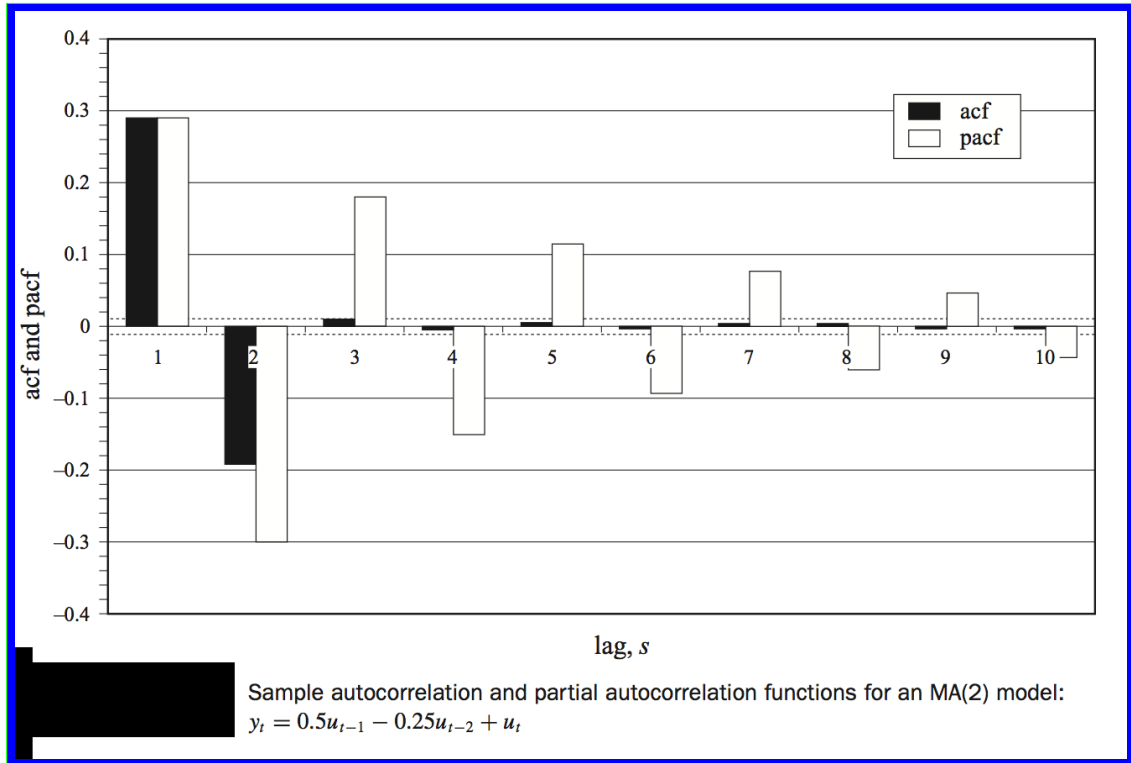 0.4
0.3
0.2
0.1
0
–0.1
–0.2
–0.3
–0.4
acf and pacf
acf
pacf
1 2 3 4 5 6 7 8 9 10
lag, s
Sample autocorrelation and partial autocorrelation functions for an MA(2) model:
yₜ = 0.5uₜ₋₁ − 0.25uₜ₋₂ + uₜ